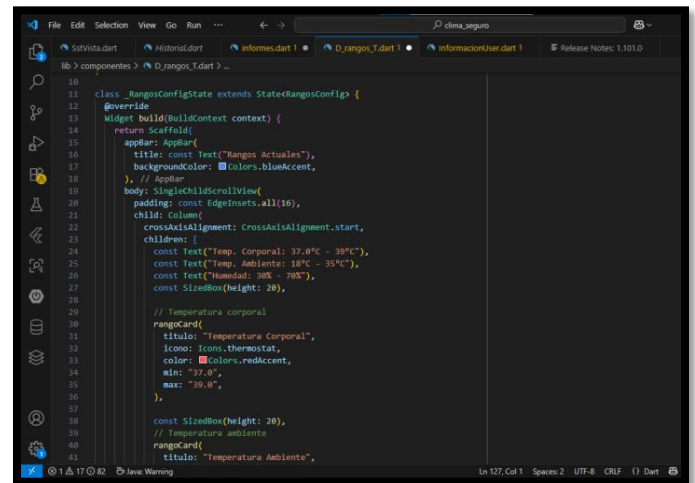 File Edit Selection View Go Run ... clima_seguro
SstVista.dart Historial.dart informes.dart 1 D_rangos_T.dart 1 InformacionUser.dart 1 Release Notes: 1.101.0
lib > componentes > D_rangos_T.dart > ...
10
11 class _RangosConfigState extends State<RangosConfig> {
12 @override
13 Widget build(BuildContext context) {
14 return Scaffold(
15 appBar: AppBar(
16 title: const Text("Rangos Actuales"),
17 backgroundColor: Colors.blueAccent,
18 ), // AppBar
19 body: SingleChildScrollView(
20 padding: const EdgeInsets.all(16),
21 child: Column(
22 crossAxisAlignment: CrossAxisAlignment.start,
23 children: [
24 const Text("Temp. Corporal: 37.0°C - 39°C"),
25 const Text("Temp. Ambiente: 18°C - 35°C"),
26 const Text("Humedad: 30% - 70%"),
27 const SizedBox(height: 20),
28
29 // Temperatura corporal
30 rangoCard(
31 titulo: "Temperatura Corporal",
32 icono: Icons.thermostat,
33 color: Colors.redAccent,
34 min: "37.0",
35 max: "39.0",
36 ),
37
38 const SizedBox(height: 20),
39 // Temperatura ambiente
40 rangoCard(
41 titulo: "Temperatura Ambiente",
1 17 82 Java: Warning Ln 127, Col 1 Spaces: 2 UTF-8 CRLF {} Dart